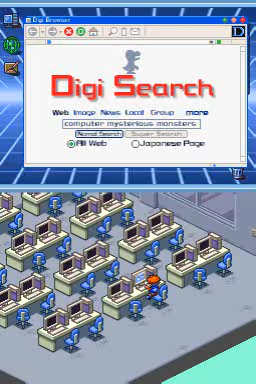 Digi Browser
Digi Search
Web Image News Local Group more
computer mysterious monsters
Normal Search Super Search
All Web Japanese Page